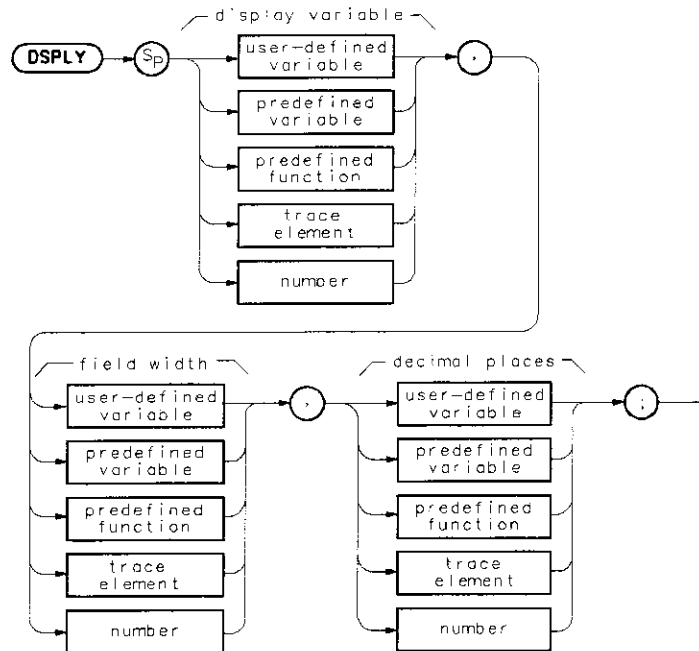 display variable
DSPLY
SP
user-defined
variable
,
predefined
variable
predefined
function
trace
element
number
field width
user-defined
variable
,
predefined
variable
predefined
function
trace
element
number
decimal places
user-defined
variable
;
predefined
variable
predefined
function
trace
element
number